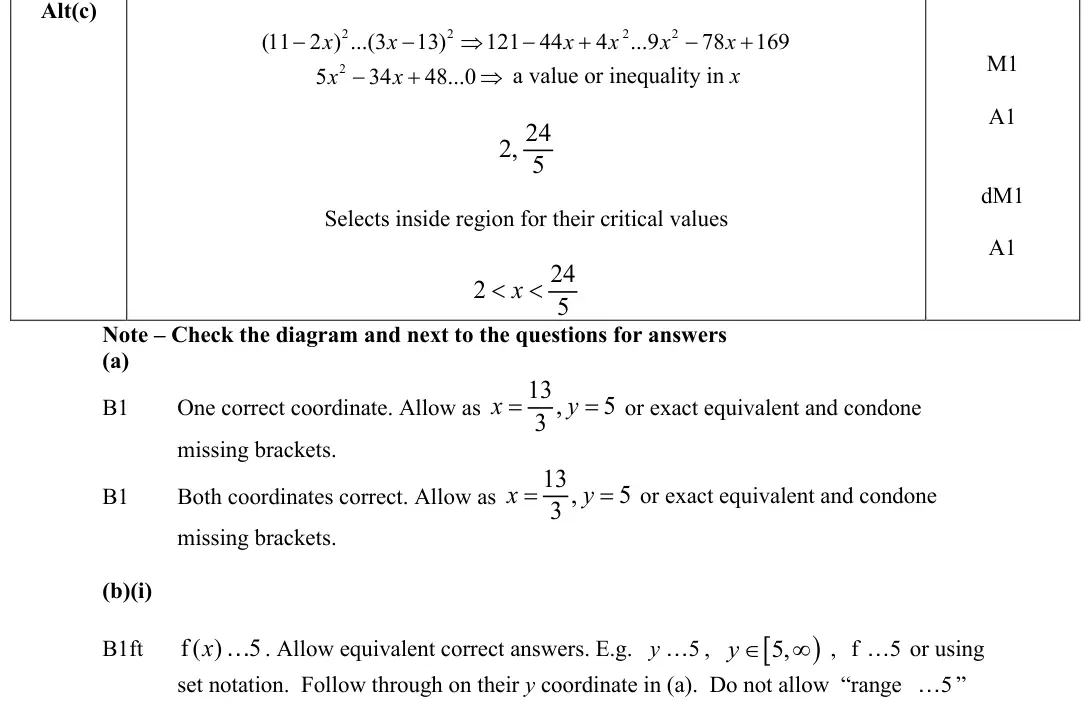 Alt(c)
(11 − 2x)²...(3x − 13)² ⇒ 121 − 44x + 4x²...9x² − 78x + 169
5x² − 34x + 48...0 ⇒ a value or inequality in x
M1
A1
2, 24/5
dM1
Selects inside region for their critical values
A1
2 < x < 24/5
Note – Check the diagram and next to the questions for answers
(a)
B1 One correct coordinate. Allow as x = 13/3, y = 5 or exact equivalent and condone
missing brackets.
B1 Both coordinates correct. Allow as x = 13/3, y = 5 or exact equivalent and condone
missing brackets.
(b)(i)
B1ft f(x) …5. Allow equivalent correct answers. E.g. y …5, y ∈ [5, ∞), f …5 or using
set notation. Follow through on their y coordinate in (a). Do not allow “range …5”